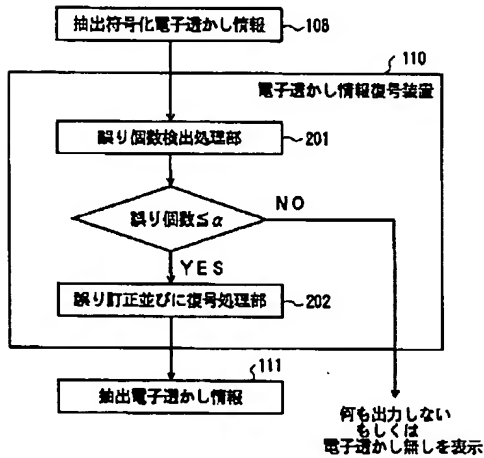 抽出符号化電子透かし情報
108
110
電子透かし情報復号装置
誤り個数検出処理部
201
誤り個数≦α
NO
YES
誤り訂正並びに復号処理部
202
111
抽出電子透かし情報
何も出力しない
もしくは
電子透かし無しを表示